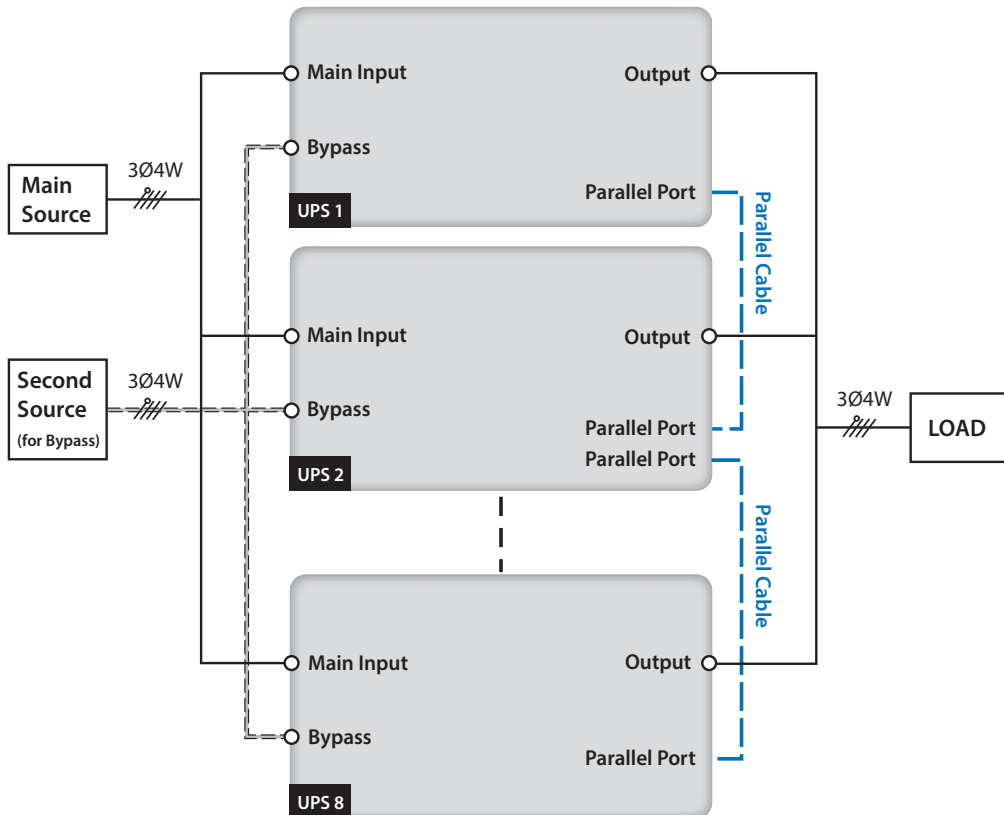 Main Input
Output
Bypass
3Ø4W
Main
Source
Parallel Port
UPS 1
Parallel Cable
Main Input
Output
3Ø4W
Second
Source
(for Bypass)
Bypass
3Ø4W
LOAD
Parallel Port
Parallel Port
UPS 2
Parallel Cable
Main Input
Output
Bypass
Parallel Port
UPS 8